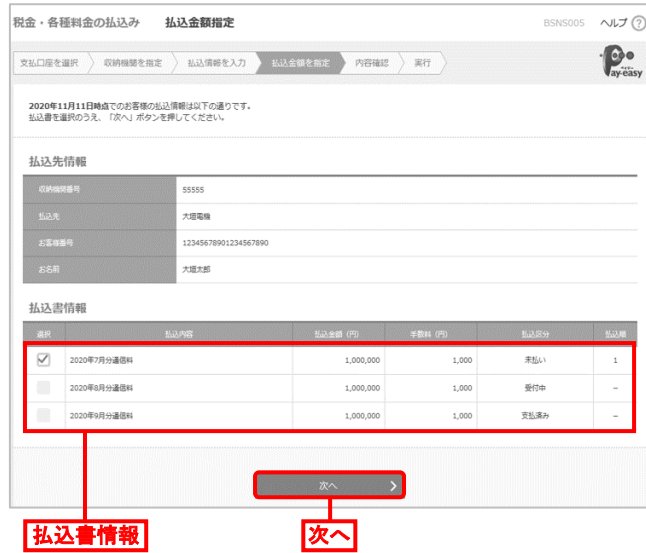 税金・各種料金の払込み 払込金額指定 BSNS005 ヘルプ ?
支払口座を選択 収納機関を指定 払込情報を入力 払込金額を指定 内容確認 実行
ペイジー
Pay-easy
2020年11月11日時点でのお客様の払込情報は以下の通りです。
払込書を選択のうえ、「次へ」ボタンを押してください。
払込先情報
収納機関番号 55555
払込先 大垣電機
お客様番号 12345678901234567890
お名前 大垣太郎
払込書情報
選択 払込内容 払込金額（円） 手数料（円） 払込区分 払込順
2020年7月分通信料 1,000,000 1,000 未払い 1
2020年8月分通信料 1,000,000 1,000 受付中 －
2020年9月分通信料 1,000,000 1,000 支払済み －
次へ
払込書情報 次へ